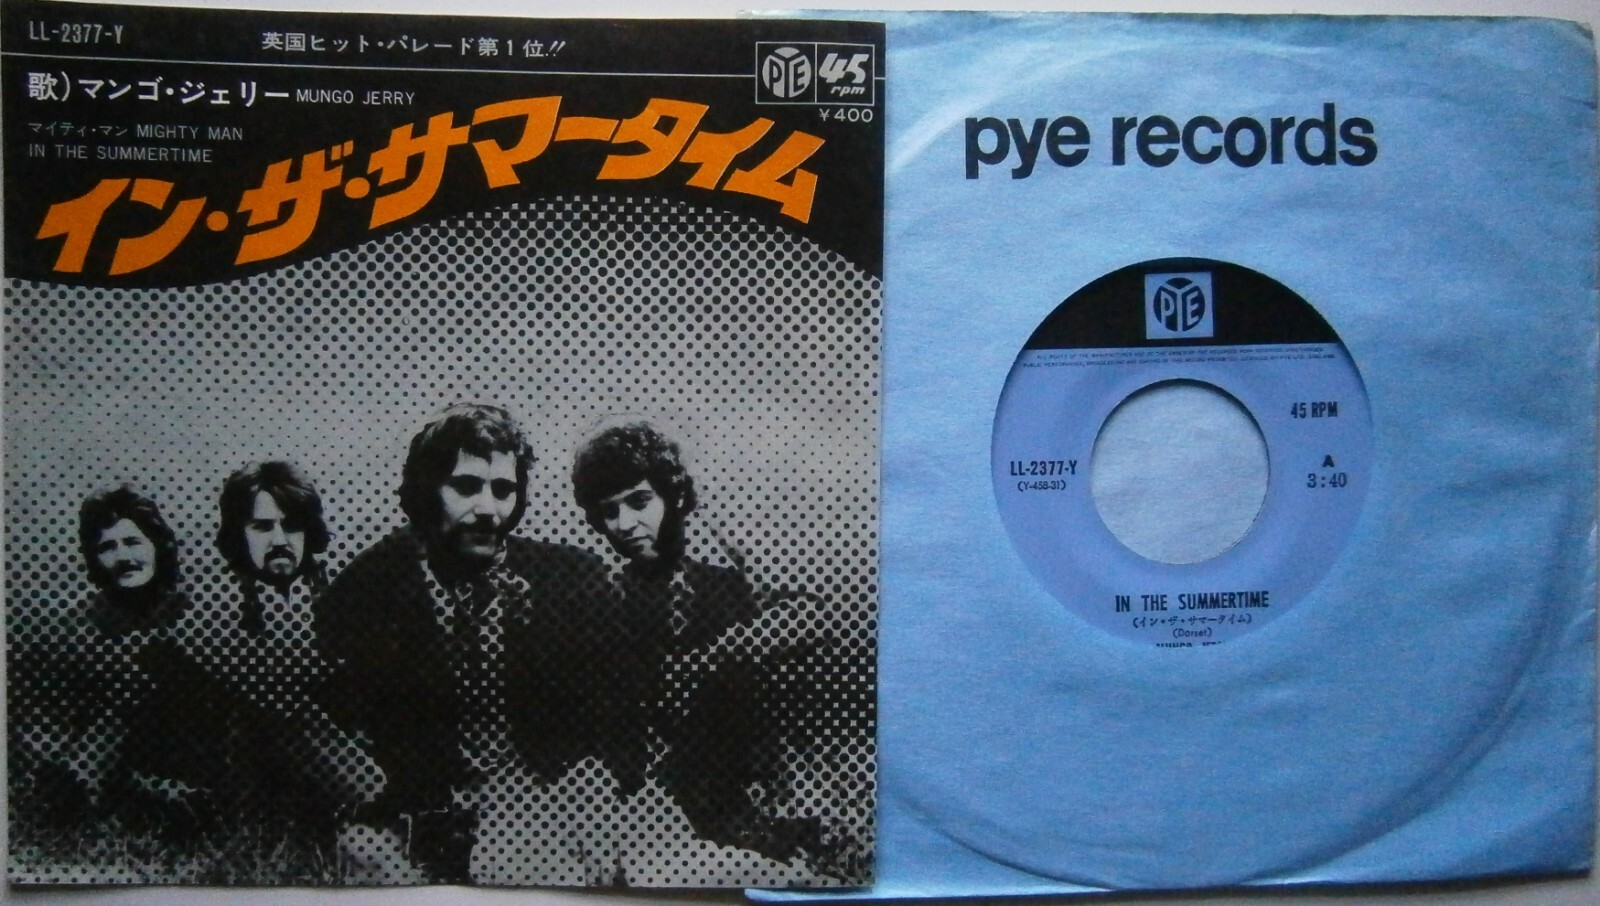 LL-2377-Y
英国ヒット・パレード第1位!!
PYE
45
rpm
¥400
歌)マンゴ・ジェリー MUNGO JERRY
マイティ・マン MIGHTY MAN
IN THE SUMMERTIME
イン・ザ・サマータイム
pye records
PYE
45 RPM
LL-2377-Y
(Y-458-31)
A
3:40
IN THE SUMMERTIME
(イン・ザ・サマータイム)
(Dorset)